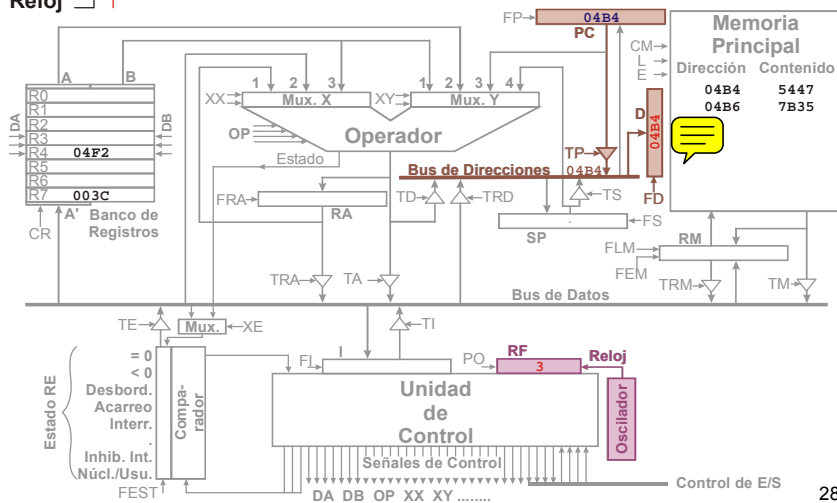 Reloj
FP
04B4
PC
Memoria
Principal
Dirección Contenido
04B4 5447
04B6 7B35
CM
L
E
A
B
1 2 3
1 2 3 4
XX
Mux. X
XY
Mux. Y
R0
R1
R2
R3
R4 04F2
R5
R6
R7 003C
DA
DB
OP
Operador
Estado
D
04B4
TP
Bus de Direcciones
04B4
FD
A'
Banco de
Registros
CR
FRA
RA
TD
TRD
TS
FS
SP
.
FLM
FEM
RM
TRA
TA
TRM
TM
Bus de Datos
TE
Mux.
XE
TI
Estado RE
= 0
< 0
Desbord.
Acarreo
Interr.
.
Inhib. Int.
Núcl./Usu.
Compa-
rador
FEST
FI
I
PO
RF
3
Reloj
Oscilador
Unidad
de
Control
Señales de Control
DA DB OP XX XY ........
Control de E/S
28